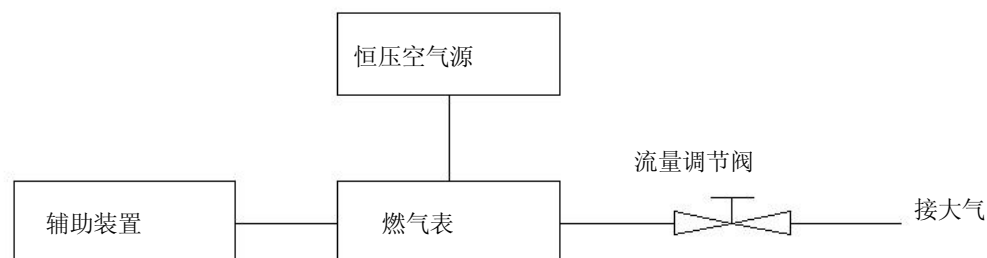 恒压空气源
流量调节阀
接大气
辅助装置
燃气表